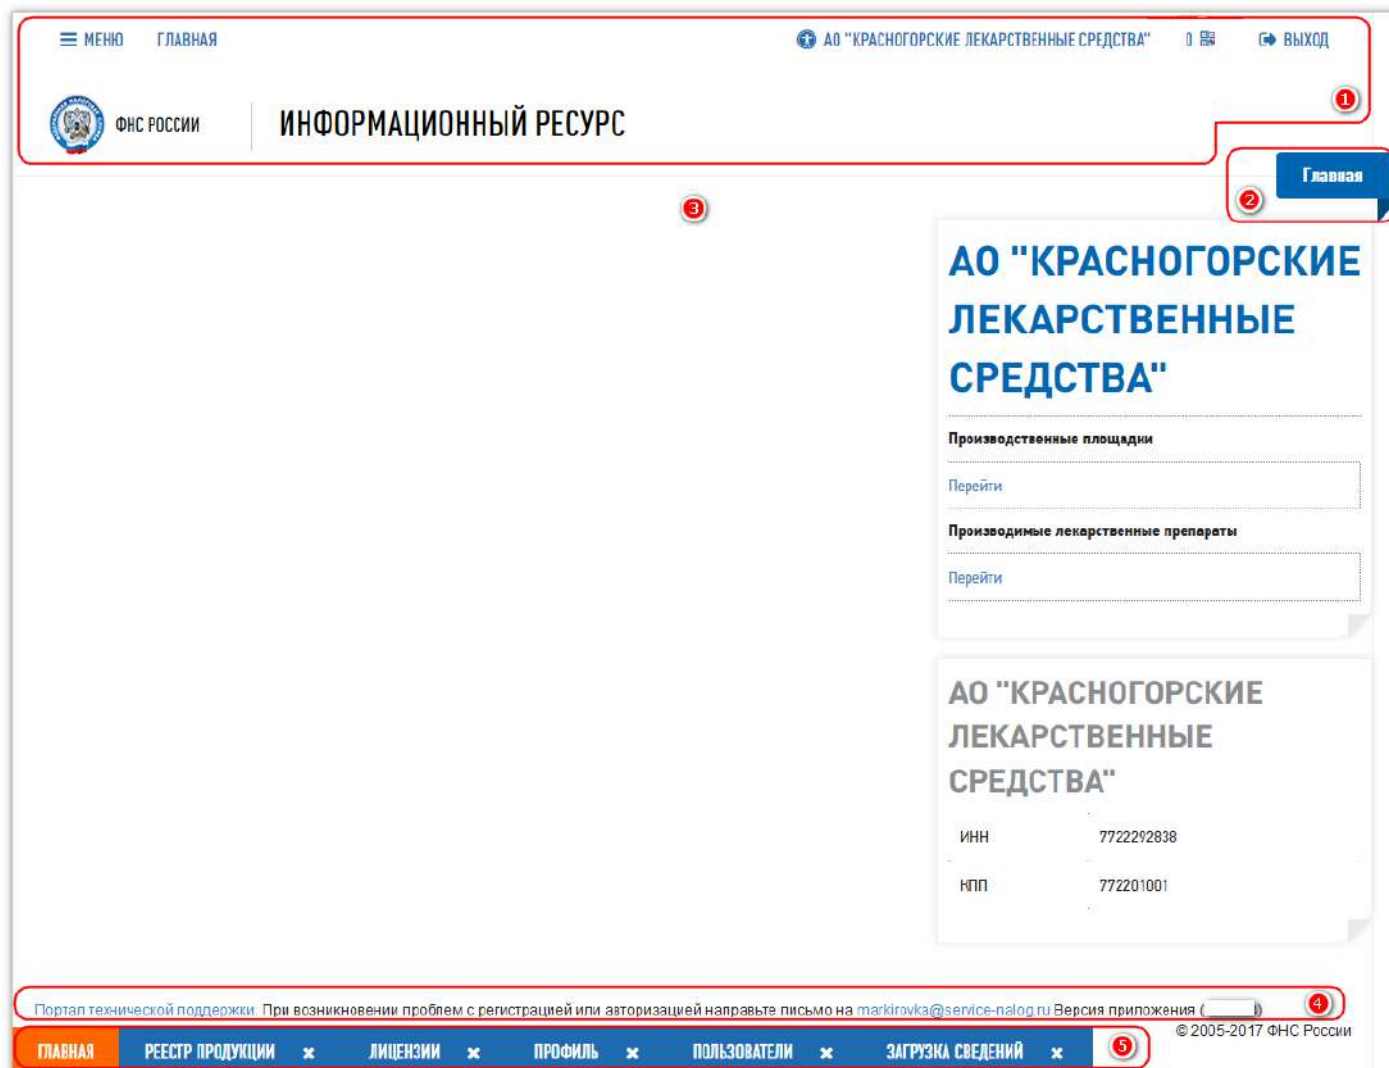 МЕНЮ ГЛАВНАЯ АО "КРАСНОГОРСКИЕ ЛЕКАРСТВЕННЫЕ СРЕДСТВА" 0 ВЫХОД
1
ФНС РОССИИ ИНФОРМАЦИОННЫЙ РЕСУРС
Главная
2
3
АО "КРАСНОГОРСКИЕ
ЛЕКАРСТВЕННЫЕ
СРЕДСТВА"
Производственные площадки
Перейти
Производимые лекарственные препараты
Перейти
АО "КРАСНОГОРСКИЕ
ЛЕКАРСТВЕННЫЕ
СРЕДСТВА"
ИНН 7722292838
КПП 772201001
Портал технической поддержки. При возникновении проблем с регистрацией или авторизацией направьте письмо на markirovka@service-nalog.ru Версия приложения ( ) 4
© 2005-2017 ФНС России
ГЛАВНАЯ РЕЕСТР ПРОДУКЦИИ × ЛИЦЕНЗИИ × ПРОФИЛЬ × ПОЛЬЗОВАТЕЛИ × ЗАГРУЗКА СВЕДЕНИЙ × 5